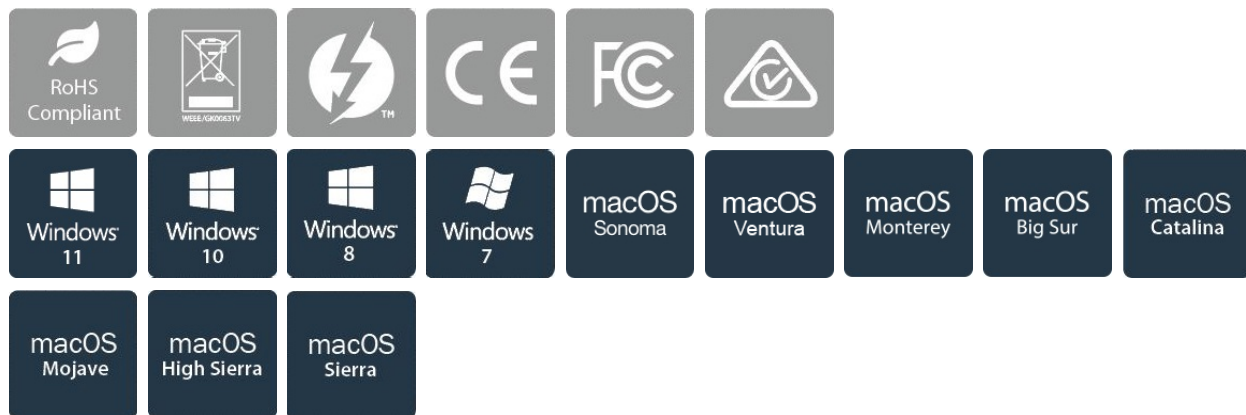 RoHS
Compliant
WEEE/GK0063TV
TM
CE
FC
Windows
11
Windows
10
Windows
8
Windows
7
macOS
Sonoma
macOS
Ventura
macOS
Monterey
macOS
Big Sur
macOS
Catalina
macOS
Mojave
macOS
High Sierra
macOS
Sierra